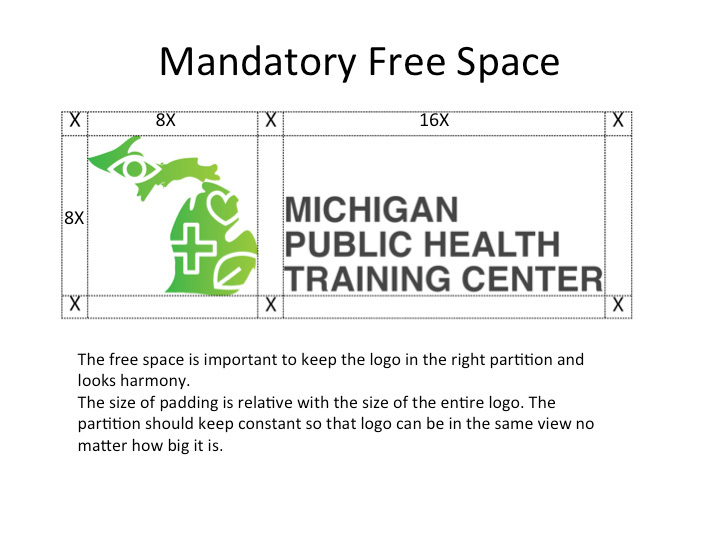 Mandatory Free Space
X 8X X 16X X
8X
MICHIGAN
PUBLIC HEALTH
TRAINING CENTER
X X X
The free space is important to keep the logo in the right partition and
looks harmony.
The size of padding is relative with the size of the entire logo. The
partition should keep constant so that logo can be in the same view no
matter how big it is.